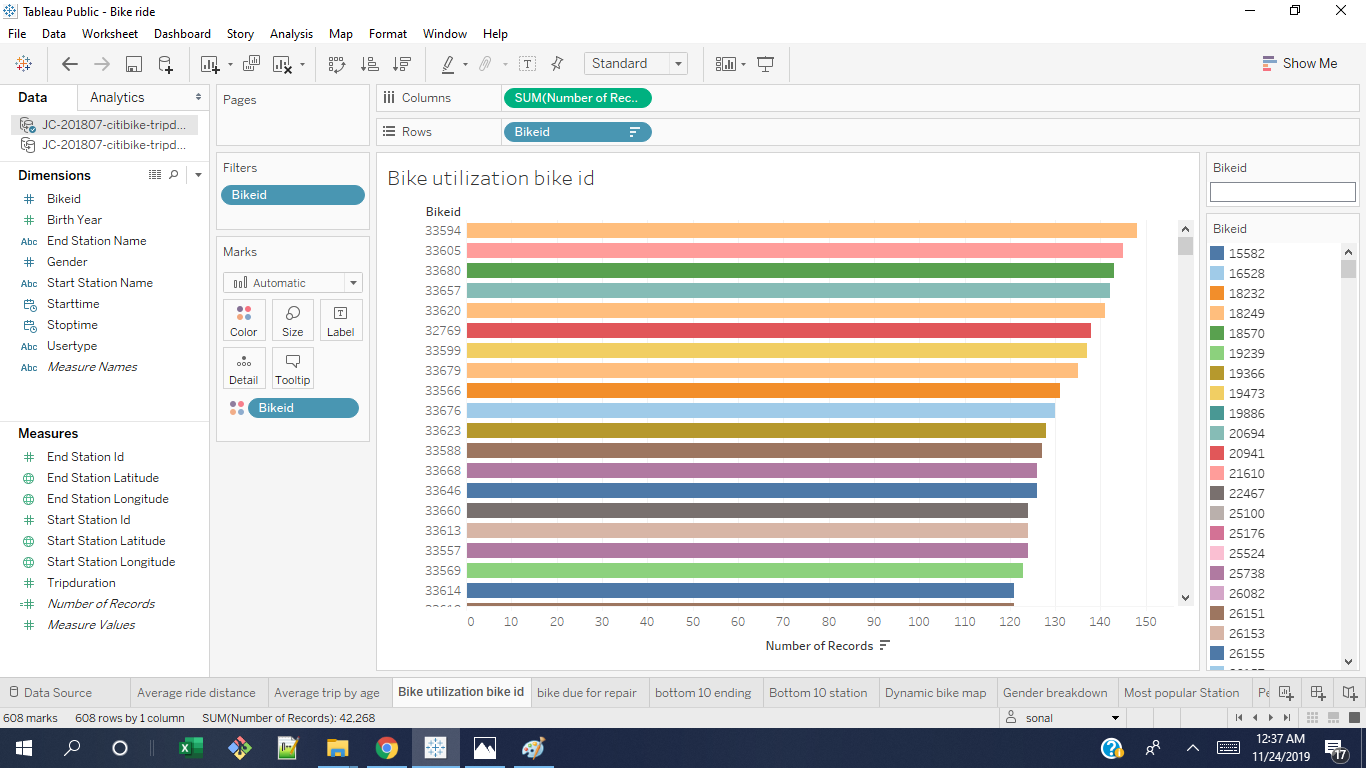 Tableau Public - Bike ride
File Data Worksheet Dashboard Story Analysis Map Format Window Help
Standard
Show Me
Data Analytics
JC-201807-citibike-tripd...
JC-201807-citibike-tripd...
Dimensions
Bikeid
Birth Year
Abc End Station Name
Gender
Abc Start Station Name
Starttime
Stoptime
Abc Usertype
Abc Measure Names
Measures
End Station Id
End Station Latitude
End Station Longitude
Start Station Id
Start Station Latitude
Start Station Longitude
Tripduration
Number of Records
Measure Values
Pages
Filters
Bikeid
Marks
Automatic
Color Size Label
Detail Tooltip
Bikeid
Columns SUM(Number of Rec..
Rows Bikeid
Bike utilization bike id
Bikeid
33594
33605
33680
33657
33620
32769
33599
33679
33566
33676
33623
33588
33668
33646
33660
33613
33557
33569
33614
0 10 20 30 40 50 60 70 80 90 100 110 120 130 140 150
Number of Records
Bikeid
Bikeid
15582
16528
18232
18249
18570
19239
19366
19473
19886
20694
20941
21610
22467
25100
25176
25524
25738
26082
26151
26153
26155
Data Source Average ride distance Average trip by age Bike utilization bike id bike due for repair bottom 10 ending Bottom 10 station Dynamic bike map Gender breakdown Most popular Station Pe
608 marks 608 rows by 1 column SUM(Number of Records): 42,268 sonal
12:37 AM
11/24/2019
17